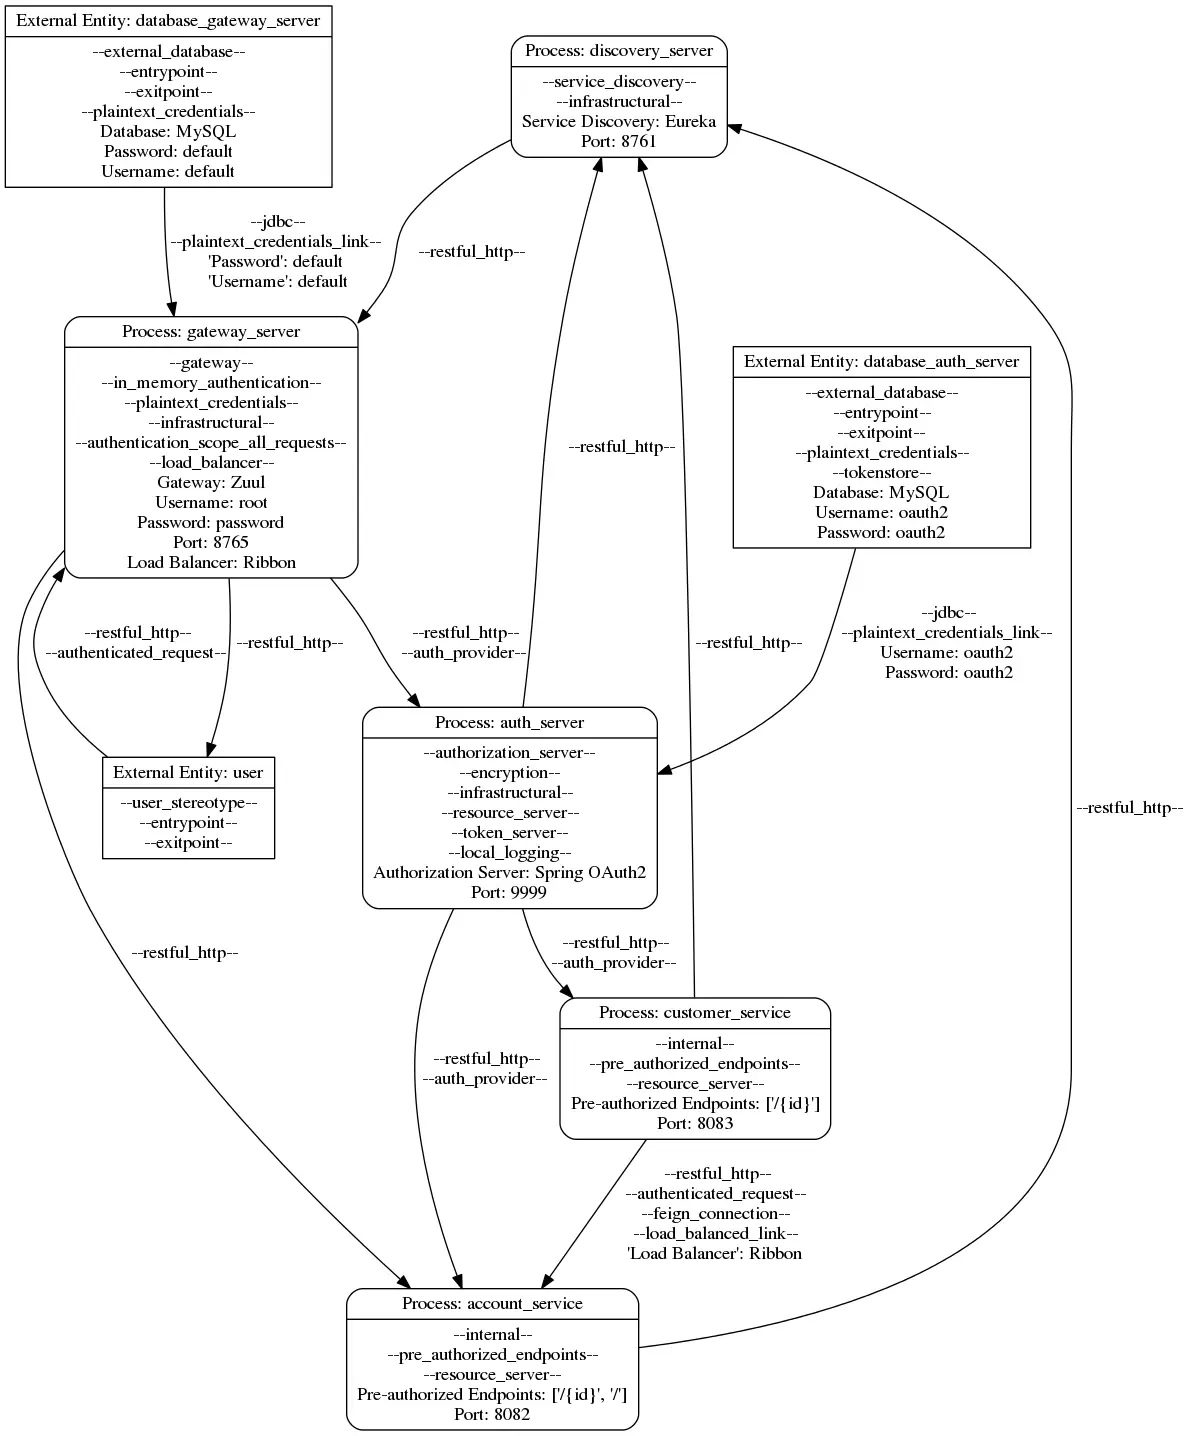 External Entity: database_gateway_server
--external_database--
--entrypoint--
--exitpoint--
--plaintext_credentials--
Database: MySQL
Password: default
Username: default
Process: discovery_server
--service_discovery--
--infrastructural--
Service Discovery: Eureka
Port: 8761
--jdbc--
--plaintext_credentials_link--
'Password': default
'Username': default
--restful_http--
Process: gateway_server
--gateway--
--in_memory_authentication--
--plaintext_credentials--
--infrastructural--
--authentication_scope_all_requests--
--load_balancer--
Gateway: Zuul
Username: root
Password: password
Port: 8765
Load Balancer: Ribbon
--restful_http--
External Entity: database_auth_server
--external_database--
--entrypoint--
--exitpoint--
--plaintext_credentials--
--tokenstore--
Database: MySQL
Username: oauth2
Password: oauth2
--restful_http--
--authenticated_request--
--restful_http--
--restful_http--
--auth_provider--
--restful_http--
--jdbc--
--plaintext_credentials_link--
Username: oauth2
Password: oauth2
External Entity: user
--user_stereotype--
--entrypoint--
--exitpoint--
Process: auth_server
--authorization_server--
--encryption--
--infrastructural--
--resource_server--
--token_server--
--local_logging--
Authorization Server: Spring OAuth2
Port: 9999
--restful_http--
--restful_http--
--restful_http--
--auth_provider--
Process: customer_service
--internal--
--pre_authorized_endpoints--
--resource_server--
Pre-authorized Endpoints: ['/{id}']
Port: 8083
--restful_http--
--auth_provider--
--restful_http--
--authenticated_request--
--feign_connection--
--load_balanced_link--
'Load Balancer': Ribbon
Process: account_service
--internal--
--pre_authorized_endpoints--
--resource_server--
Pre-authorized Endpoints: ['/{id}', '/']
Port: 8082